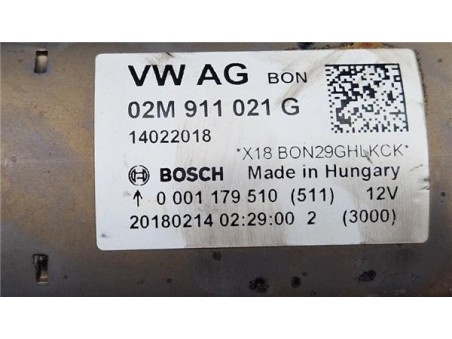 VW AG BON
02M 911 021 G
14022018
*X18 BON29GHLKCK*
BOSCH Made in Hungary
↑ 0 001 179 510 (511) 12V
20180214 02:29:00 2 (3000)